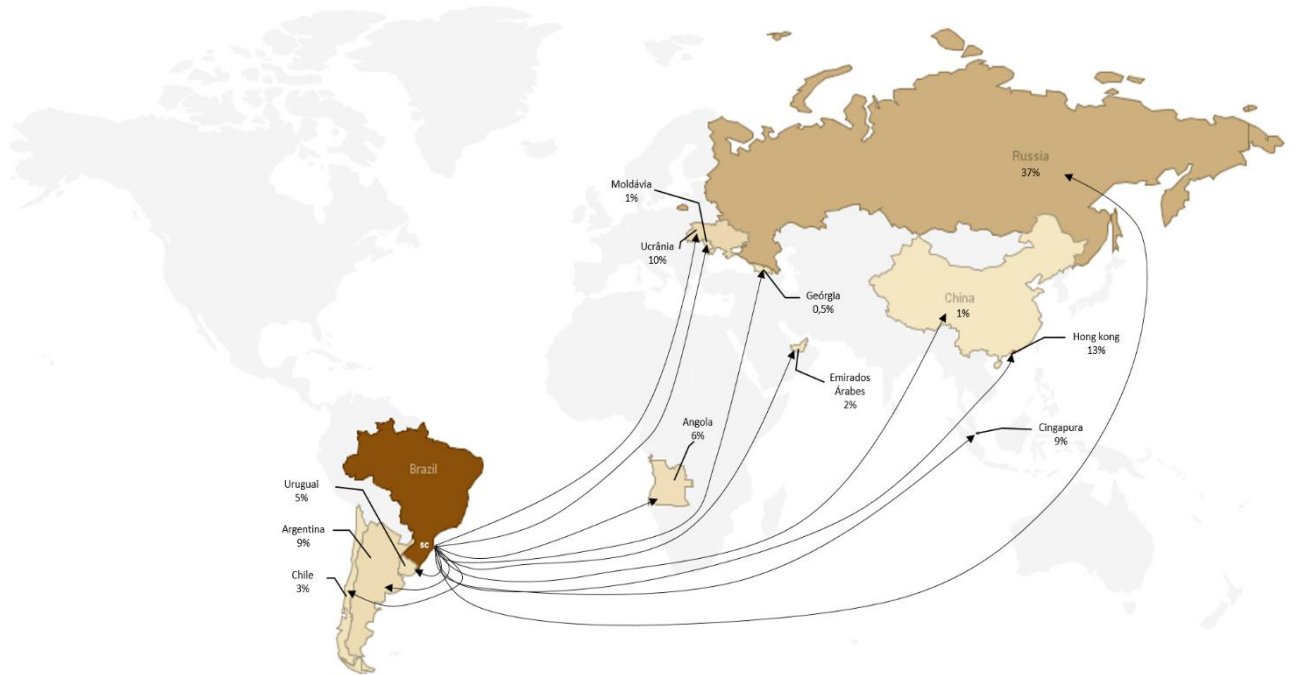 Russia
37%
Moldávia
1%
Ucrânia
10%
Geórgia
0,5%
China
1%
Hong kong
13%
Emirados
Árabes
2%
Angola
6%
Cingapura
9%
Brazil
Uruguai
5%
Argentina
9%
SC
Chile
3%